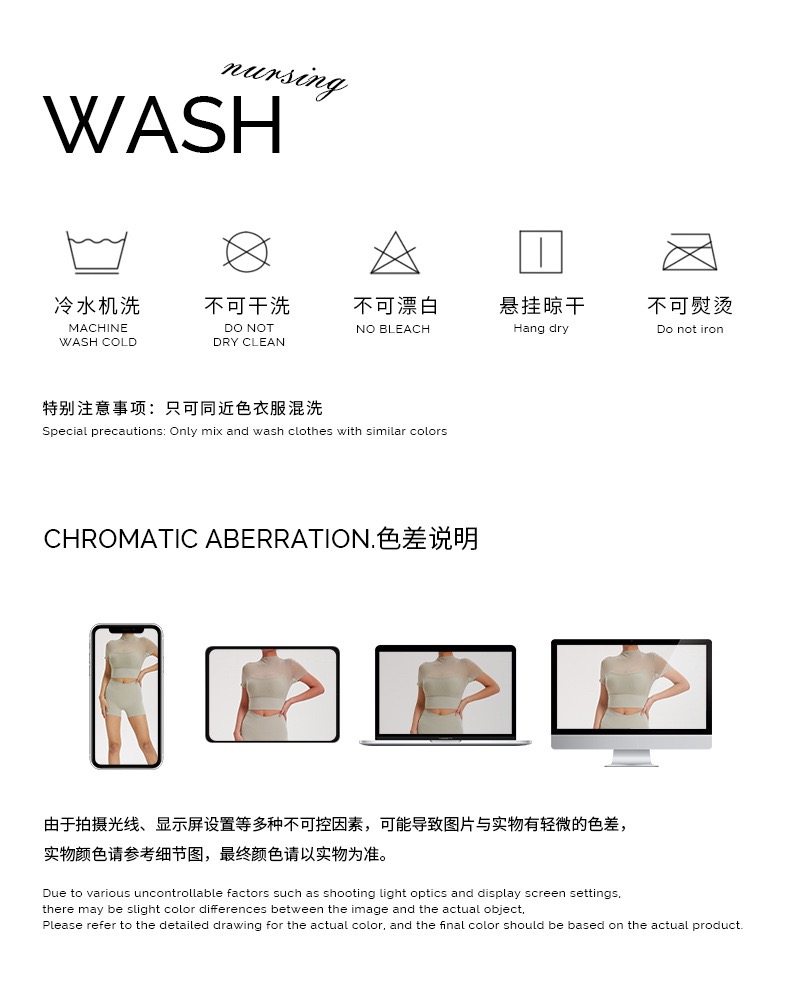 nursing
WASH
冷水机洗
MACHINE
WASH COLD
不可干洗
DO NOT
DRY CLEAN
不可漂白
NO BLEACH
悬挂晾干
Hang dry
不可熨烫
Do not iron
特别注意事项：只可同近色衣服混洗
Special precautions: Only mix and wash clothes with similar colors
CHROMATIC ABERRATION.色差说明
由于拍摄光线、显示屏设置等多种不可控因素，可能导致图片与实物有轻微的色差，
实物颜色请参考细节图，最终颜色请以实物为准。
Due to various uncontrollable factors such as shooting light optics and display screen settings,
there may be slight color differences between the image and the actual object,
Please refer to the detailed drawing for the actual color, and the final color should be based on the actual product.